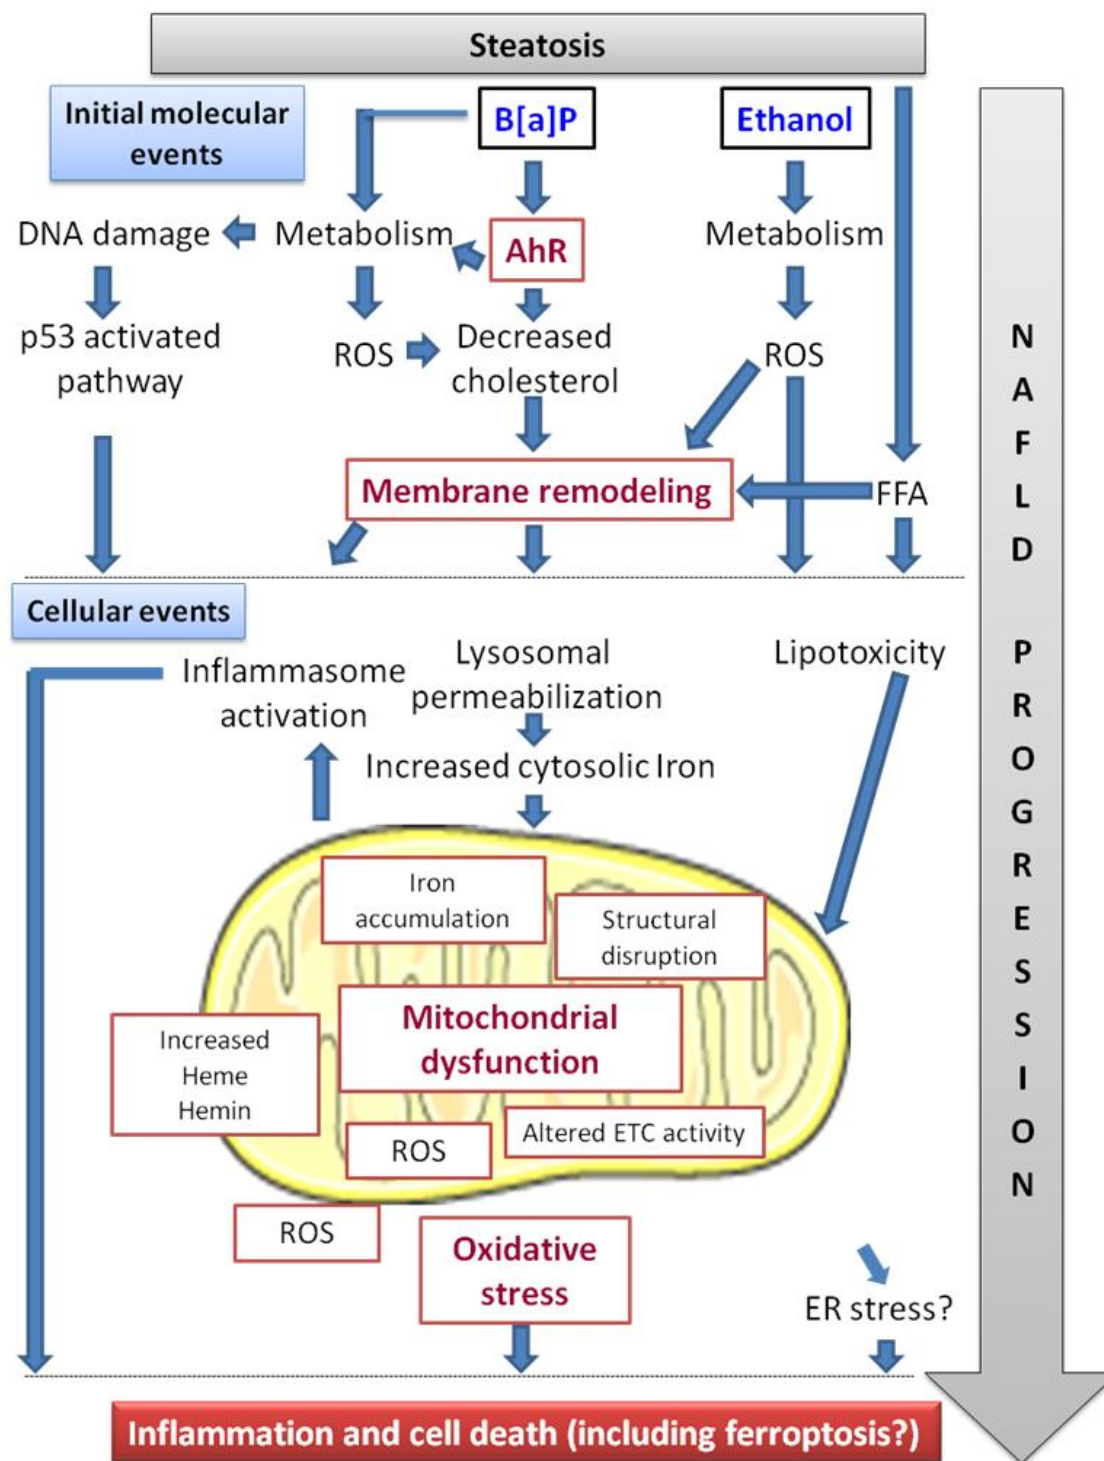 Steatosis
Initial molecular
events
B[a]P
Ethanol
DNA damage
Metabolism
AhR
Metabolism
p53 activated
pathway
ROS
Decreased
cholesterol
ROS
Membrane remodeling
FFA
Cellular events
Inflammasome
activation
Lysosomal
permeabilization
Lipotoxicity
Increased cytosolic Iron
Iron
accumulation
Structural
disruption
Mitochondrial
dysfunction
Increased
Heme
Hemin
Altered ETC activity
ROS
ROS
Oxidative
stress
ER stress?
Inflammation and cell death (including ferroptosis?)
NAFLD PROGRESSION